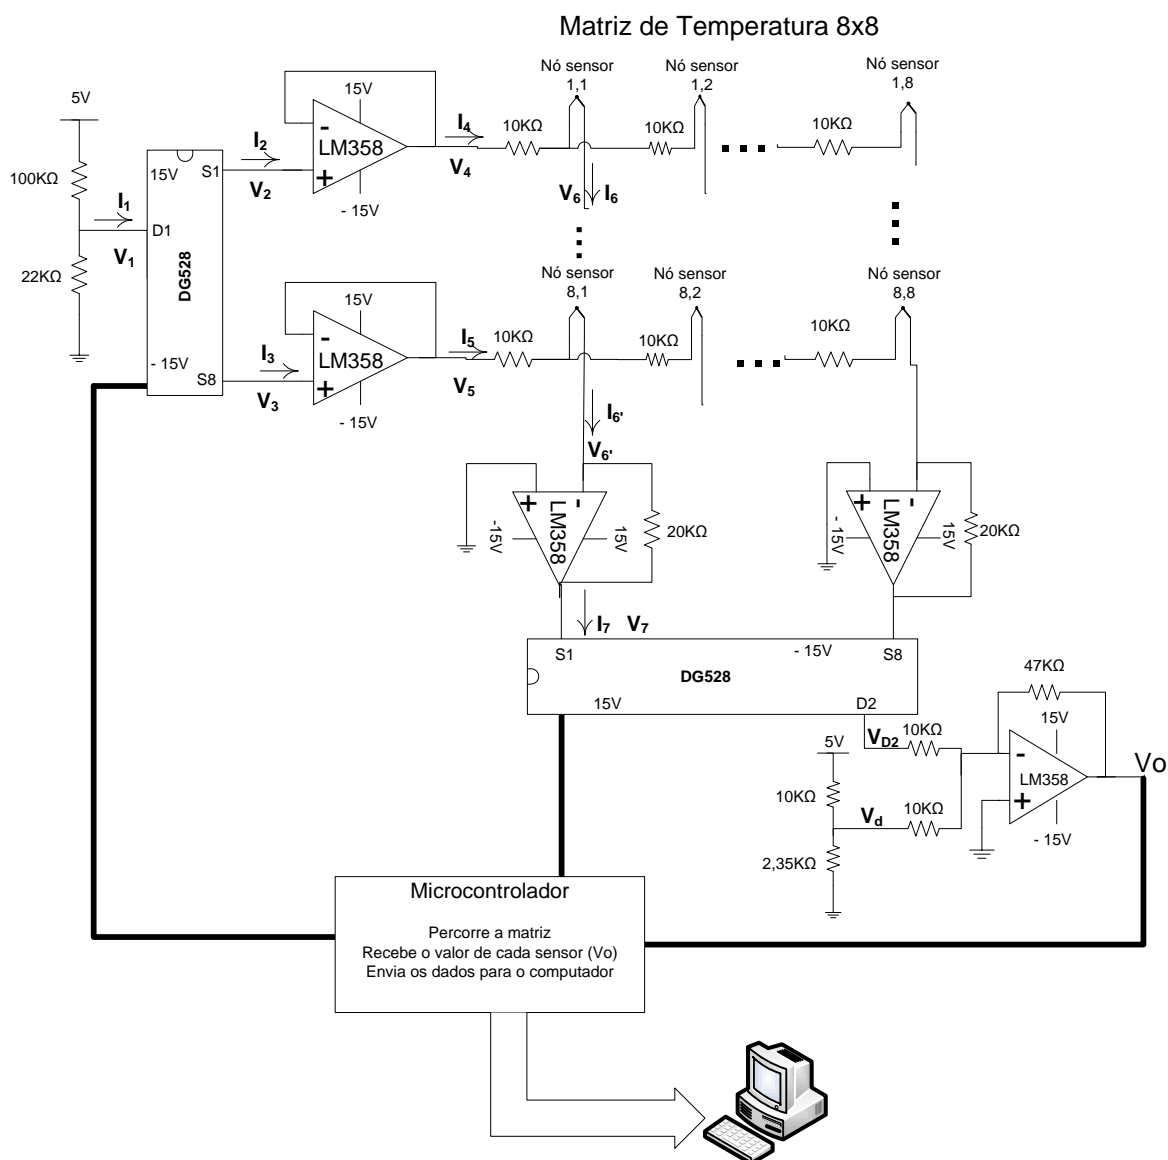 Matriz de Temperatura 8x8
Nó sensor
1,1
Nó sensor
1,2
Nó sensor
1,8
5V
15V
I4
10KΩ
10KΩ
10KΩ
-
LM358
+
I2
V4
15V
S1
100KΩ
V2
- 15V
V6
I6
I1
D1
V1
DG528
22KΩ
Nó sensor
8,1
Nó sensor
8,2
Nó sensor
8,8
15V
I5
10KΩ
10KΩ
10KΩ
-
LM358
+
- 15V
I3
S8
V3
V5
- 15V
I6'
V6'
+
-
LM358
-15V
15V
20KΩ
+
-
LM358
- 15V
15V
20KΩ
I7
V7
S1
- 15V
S8
DG528
15V
D2
47KΩ
VD2
10KΩ
15V
-
LM358
+
- 15V
Vo
5V
10KΩ
Vd
10KΩ
2,35KΩ
Microcontrolador
Percorre a matriz
Recebe o valor de cada sensor (Vo)
Envia os dados para o computador